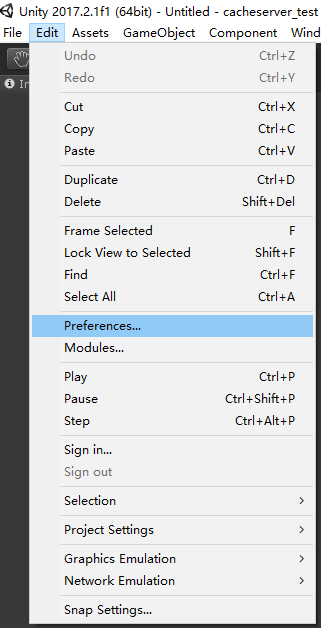 Unity 2017.2.1f1 (64bit) - Untitled - cacheserver_test
File Edit Assets GameObject Component Wind
In
Undo Ctrl+Z
Redo Ctrl+Y
Cut Ctrl+X
Copy Ctrl+C
Paste Ctrl+V
Duplicate Ctrl+D
Delete Shift+Del
Frame Selected F
Lock View to Selected Shift+F
Find Ctrl+F
Select All Ctrl+A
Preferences...
Modules...
Play Ctrl+P
Pause Ctrl+Shift+P
Step Ctrl+Alt+P
Sign in...
Sign out
Selection
Project Settings
Graphics Emulation
Network Emulation
Snap Settings...